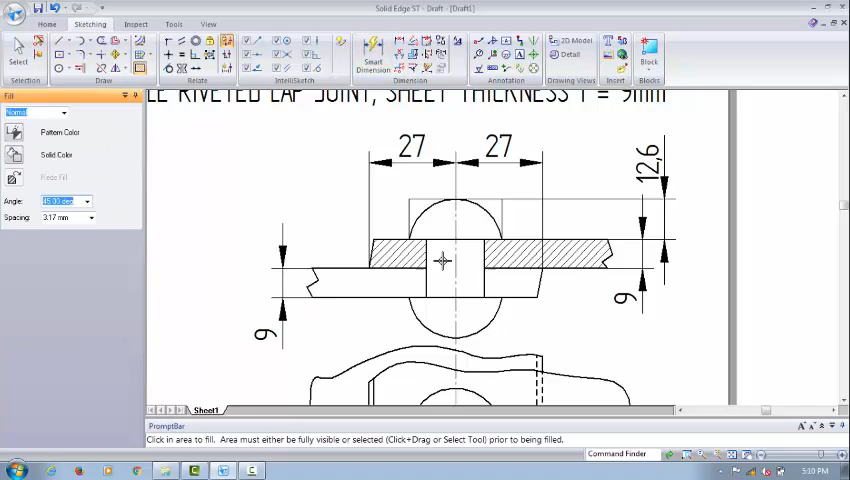 Solid Edge ST - Draft - [Draft1]
Home Sketching Inspect Tools View
Select
Smart Dimension
2D Model
Detail
Block
Selection Draw Relate IntelliSketch Dimension Annotation Drawing Views Blocks
Fill
Normal
Pattern Color
Solid Color
Redo Fill
Angle: 45.00 deg
Spacing: 3.17 mm
LE RIVETED LAP JOINT, SHEET THICKNESS T = 9mm
27 27
12,6
9
9
Sheet1
PromptBar
Click in area to fill. Area must either be fully visible or selected (Click+Drag or Select Tool) prior to being filled.
Command Finder
5:10 PM